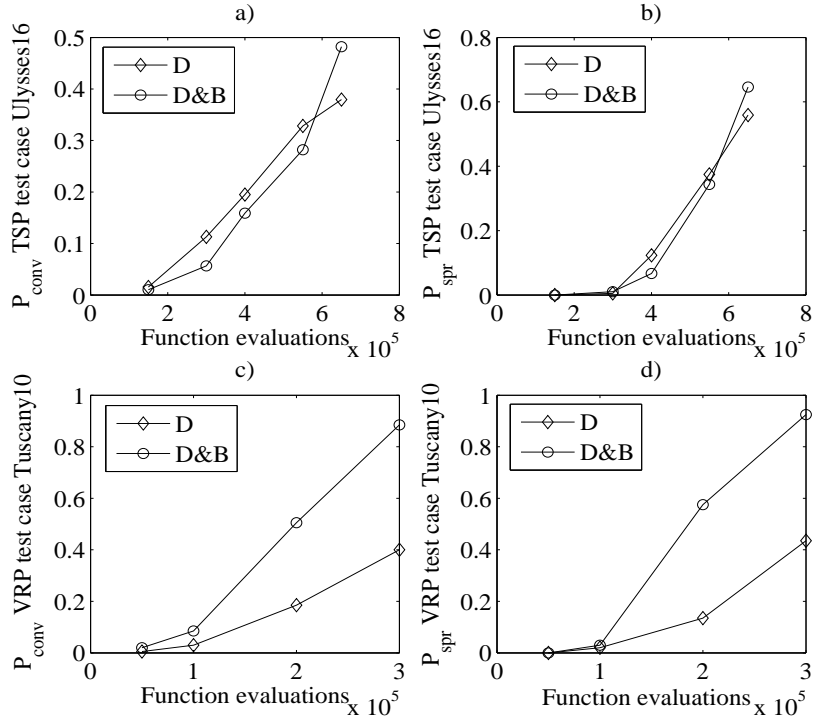 a)
P_conv TSP test case Ulysses16
0.5
0.4
0.3
0.2
0.1
0
D
D&B
0 2 4 6 8
Function evaluations x 10^5
b)
P_spr TSP test case Ulysses16
0.8
0.6
0.4
0.2
0
D
D&B
0 2 4 6 8
Function evaluations x 10^5
c)
P_conv VRP test case Tuscany10
1
0.8
0.6
0.4
0.2
0
D
D&B
0 1 2 3
Function evaluations x 10^5
d)
P_spr VRP test case Tuscany10
1
0.8
0.6
0.4
0.2
0
D
D&B
0 1 2 3
Function evaluations x 10^5